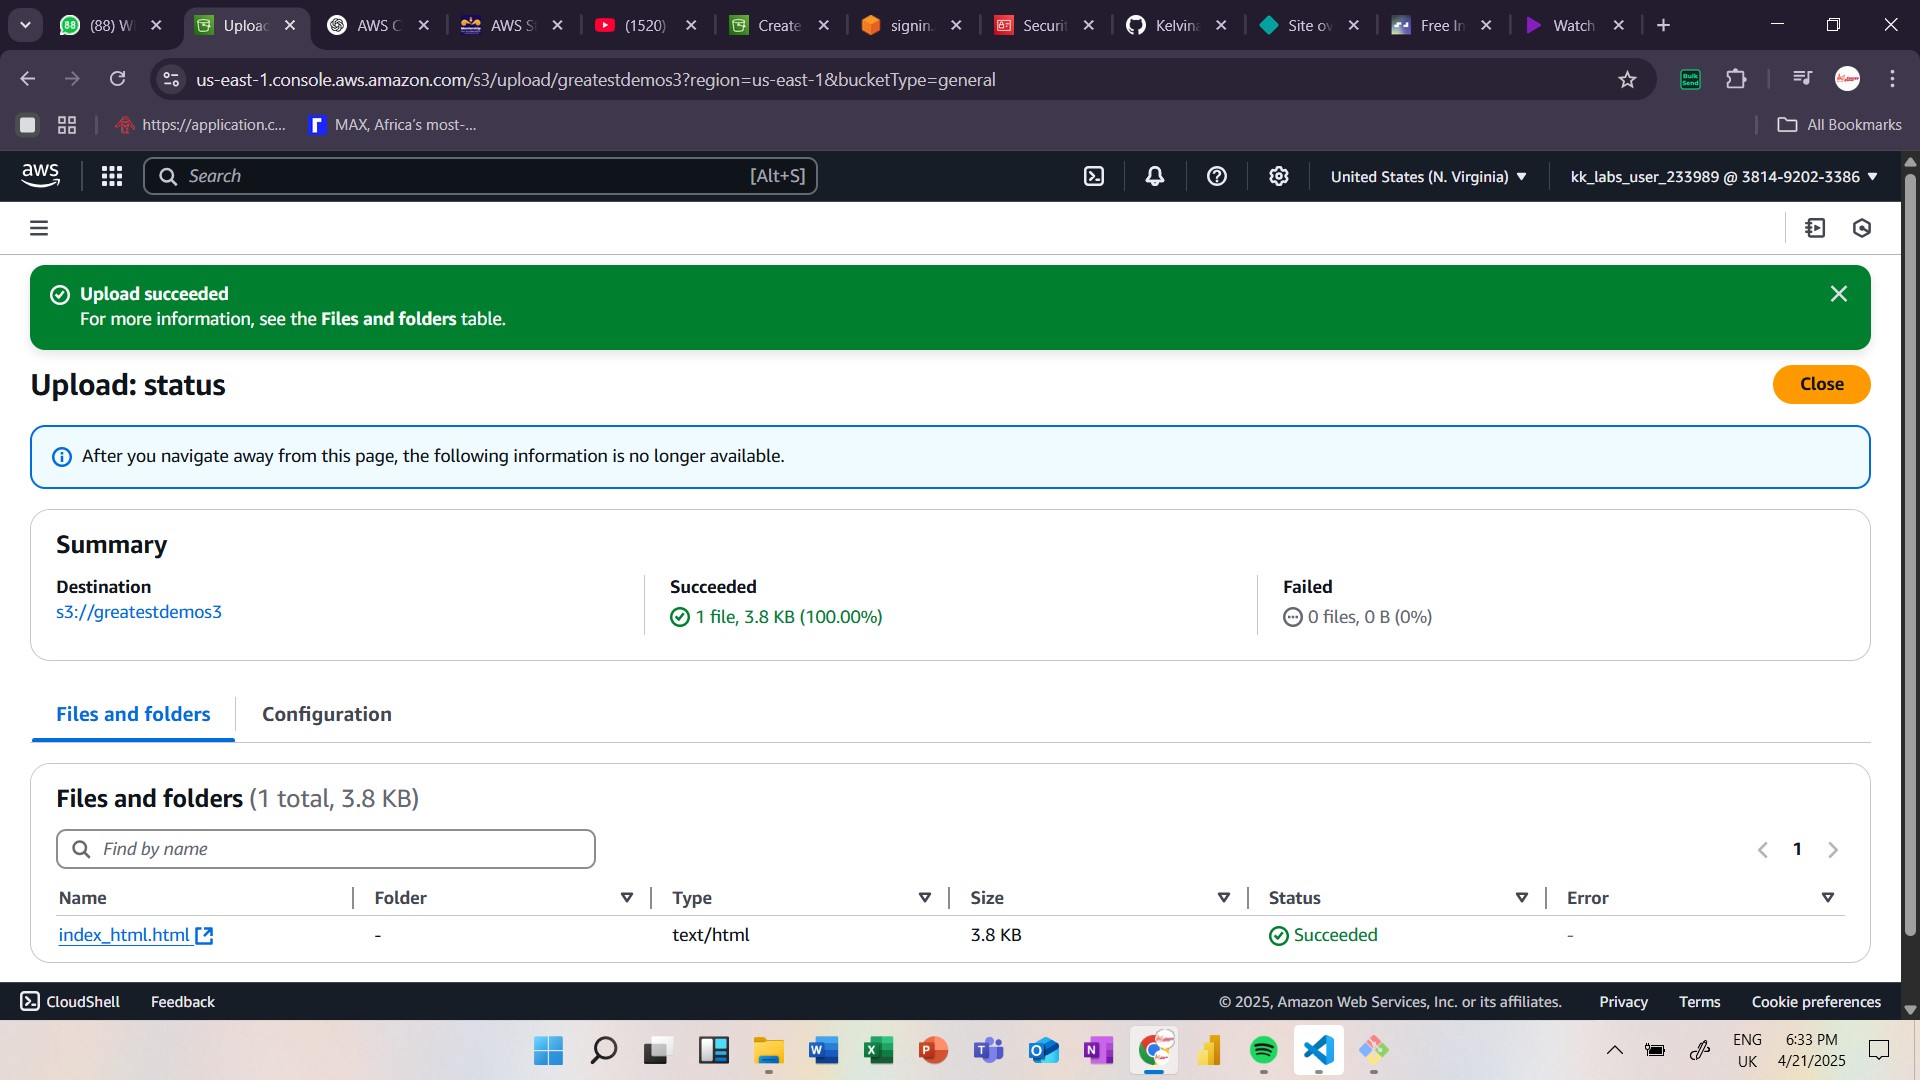 (88) W
Upload
AWS C
AWS S
(1520)
Create
signin.
Securit
Kelvina
Site ov
Free In
Watch
us-east-1.console.aws.amazon.com/s3/upload/greatestdemos3?region=us-east-1&bucketType=general
Bulk Send
https://application.c...
MAX, Africa's most-...
All Bookmarks
aws
Search
[Alt+S]
United States (N. Virginia)
kk_labs_user_233989 @ 3814-9202-3386
Upload succeeded
For more information, see the Files and folders table.
Upload: status
Close
After you navigate away from this page, the following information is no longer available.
Summary
Destination
s3://greatestdemos3
Succeeded
1 file, 3.8 KB (100.00%)
Failed
0 files, 0 B (0%)
Files and folders
Configuration
Files and folders (1 total, 3.8 KB)
Find by name
1
Name
Folder
Type
Size
Status
Error
index_html.html
-
text/html
3.8 KB
Succeeded
-
CloudShell
Feedback
© 2025, Amazon Web Services, Inc. or its affiliates.
Privacy
Terms
Cookie preferences
ENG
UK
6:33 PM
4/21/2025